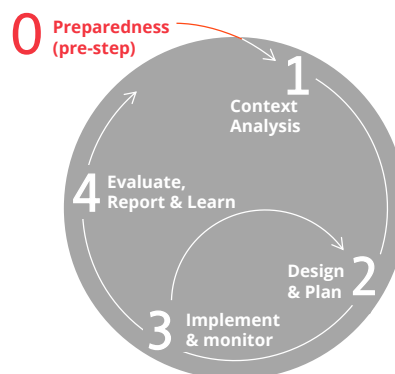 0 Preparedness
(pre-step)
1
Context
Analysis
2
Design
& Plan
3
Implement
& monitor
4
Evaluate,
Report & Learn